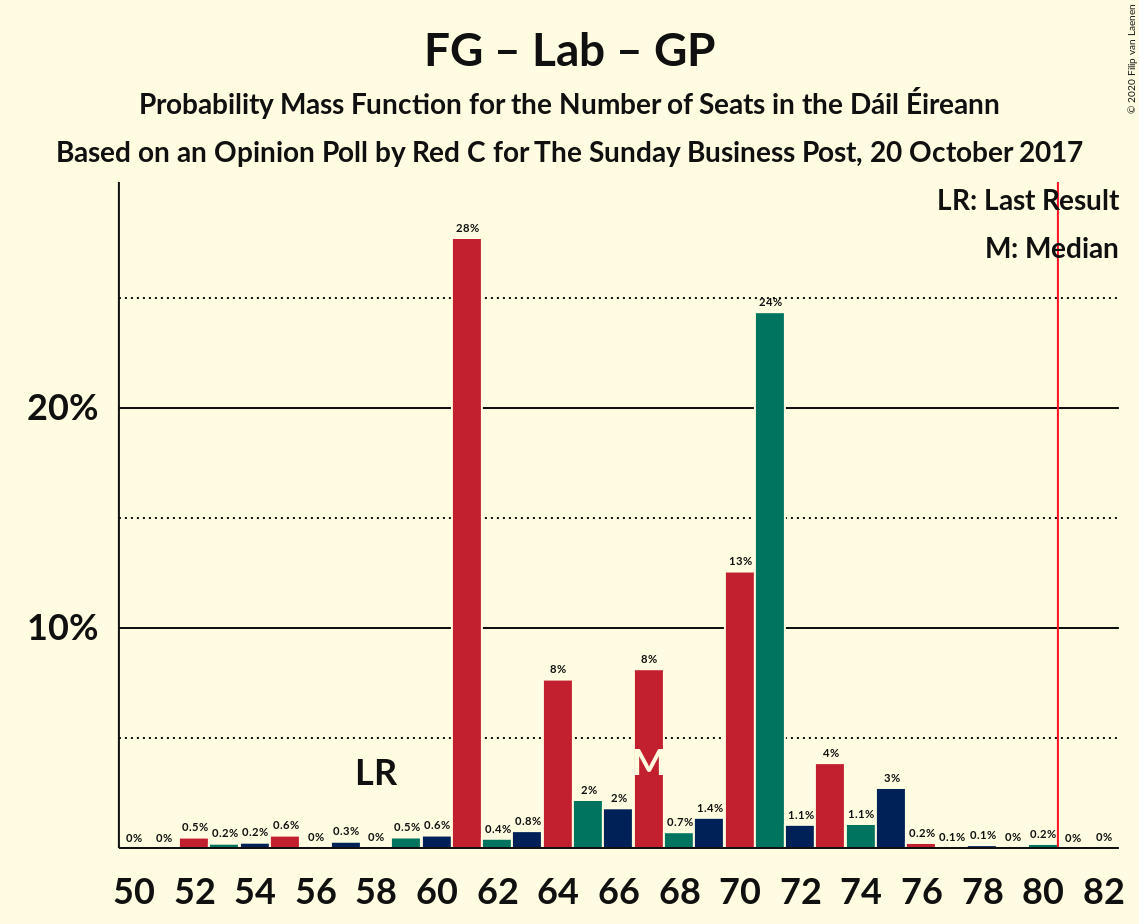 FG – Lab – GP
Probability Mass Function for the Number of Seats in the Dáil Éireann
Based on an Opinion Poll by Red C for The Sunday Business Post, 20 October 2017
© 2020 Filip van Laenen
LR: Last Result
M: Median
20%
10%
LR
M
0% 0% 0.5% 0.2% 0.2% 0.6% 0% 0.3% 0% 0.5% 0.6% 28% 0.4% 0.8% 8% 2% 2% 8% 0.7% 1.4% 13% 24% 1.1% 4% 1.1% 3% 0.2% 0.1% 0.1% 0% 0.2% 0% 0%
50 52 54 56 58 60 62 64 66 68 70 72 74 76 78 80 82